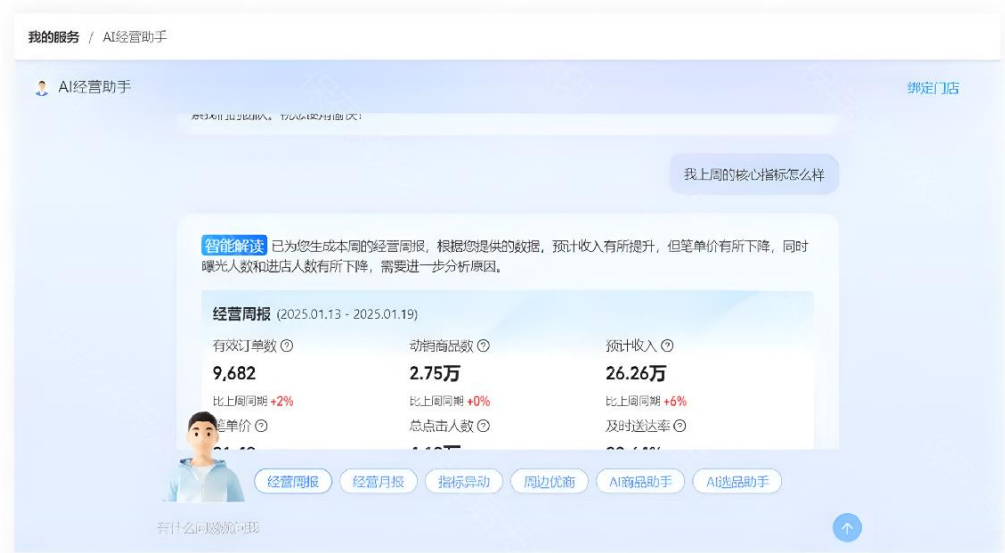 我的服务 / AI经营助手
AI经营助手
绑定门店
我上周的核心指标怎么样
智能解读 已为您生成本周的经营周报，根据您提供的数据，预计收入有所提升，但笔单价有所下降，同时
曝光人数和进店人数有所下降，需要进一步分析原因。
经营周报 (2025.01.13 - 2025.01.19)
有效订单数 动销商品数 预计收入
9,682 2.75万 26.26万
比上周同期 +2% 比上周同期 +0% 比上周同期 +6%
笔单价 总点击人数 及时送达率
经营周报 经营月报 指标异动 周边优商 AI商品助手 AI选品助手
有什么问题尽问我